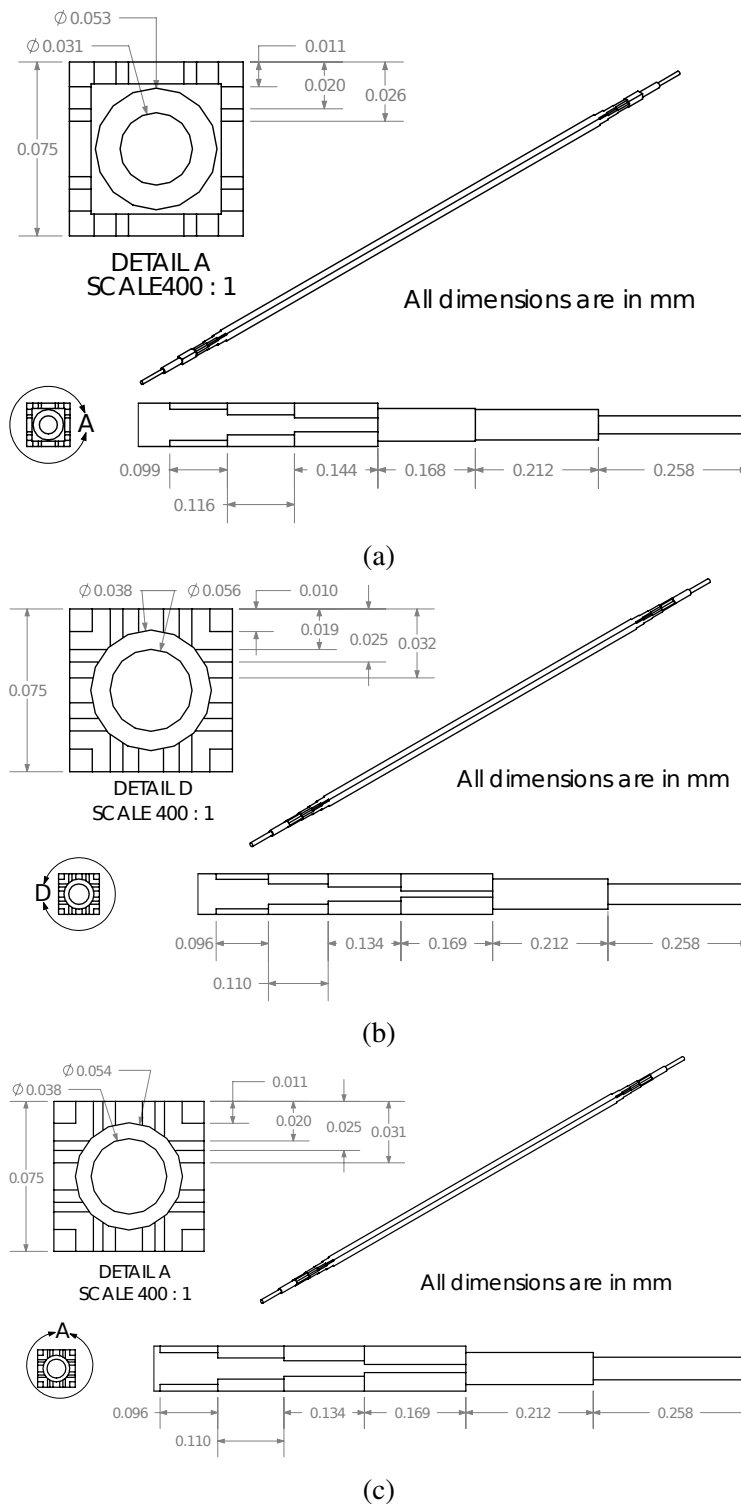 Ø 0.053
Ø 0.031
0.011
0.020
0.026
0.075
DETAIL A
SCALE400 : 1
All dimensions are in mm
A
0.099
0.144
0.168
0.212
0.258
0.116
(a)
Ø 0.038
Ø 0.056
0.010
0.019
0.025
0.032
0.075
DETAIL D
SCALE 400 : 1
All dimensions are in mm
D
0.096
0.134
0.169
0.212
0.258
0.110
(b)
Ø 0.054
Ø 0.038
0.011
0.020
0.025
0.031
0.075
DETAIL A
SCALE 400 : 1
All dimensions are in mm
A
0.096
0.134
0.169
0.212
0.258
0.110
(c)